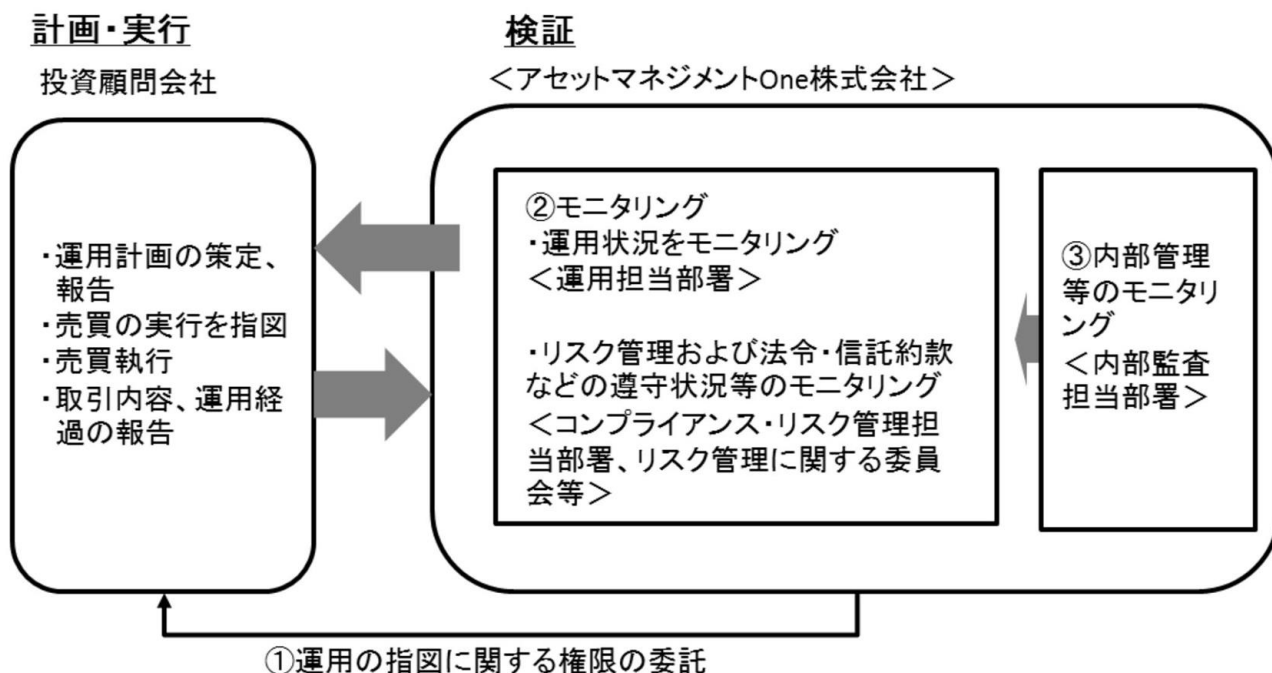 計画・実行
投資顧問会社
・運用計画の策定、
報告
・売買の実行を指図
・売買執行
・取引内容、運用経
過の報告
検証
＜アセットマネジメントOne株式会社＞
②モニタリング
・運用状況をモニタリング
＜運用担当部署＞
・リスク管理および法令・信託約款
などの遵守状況等のモニタリング
＜コンプライアンス・リスク管理担
当部署、リスク管理に関する委員
会等＞
③内部管理
等のモニタリ
ング
＜内部監査
担当部署＞
①運用の指図に関する権限の委託